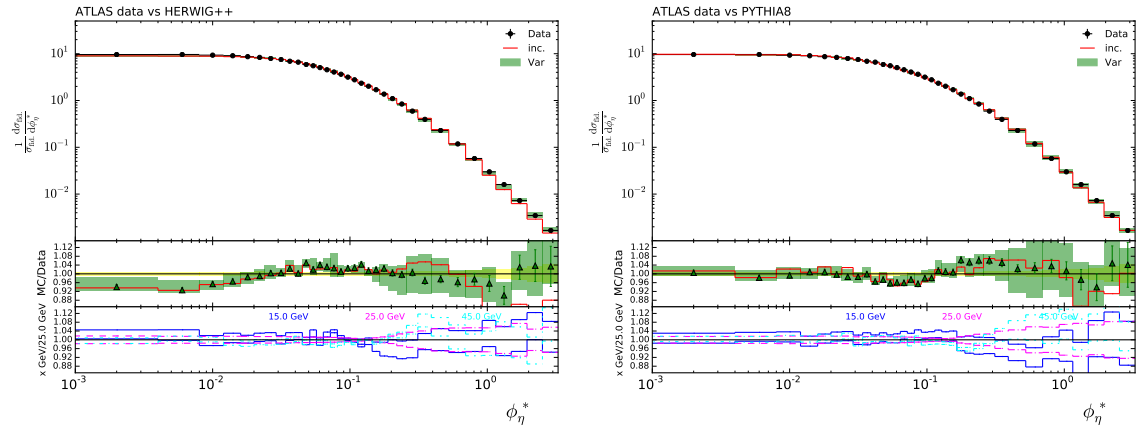 ATLAS data vs HERWIG++
Data
inc.
Var
10¹
10⁰
10⁻¹
10⁻²
1/σfid. dσfid./dϕ*η
1.12
1.08
1.04
1.00
0.96
0.92
0.88
MC/Data
15.0 GeV
25.0 GeV
45.0 GeV
1.12
1.08
1.04
1.00
0.96
0.92
0.88
x GeV/25.0 GeV
10⁻³
10⁻²
10⁻¹
10⁰
ϕη*
ATLAS data vs PYTHIA8
Data
inc.
Var
10¹
10⁰
10⁻¹
10⁻²
1/σfid. dσfid./dϕ*η
1.12
1.08
1.04
1.00
0.96
0.92
0.88
MC/Data
15.0 GeV
25.0 GeV
45.0 GeV
1.12
1.08
1.04
1.00
0.96
0.92
0.88
x GeV/25.0 GeV
10⁻³
10⁻²
10⁻¹
10⁰
ϕη*